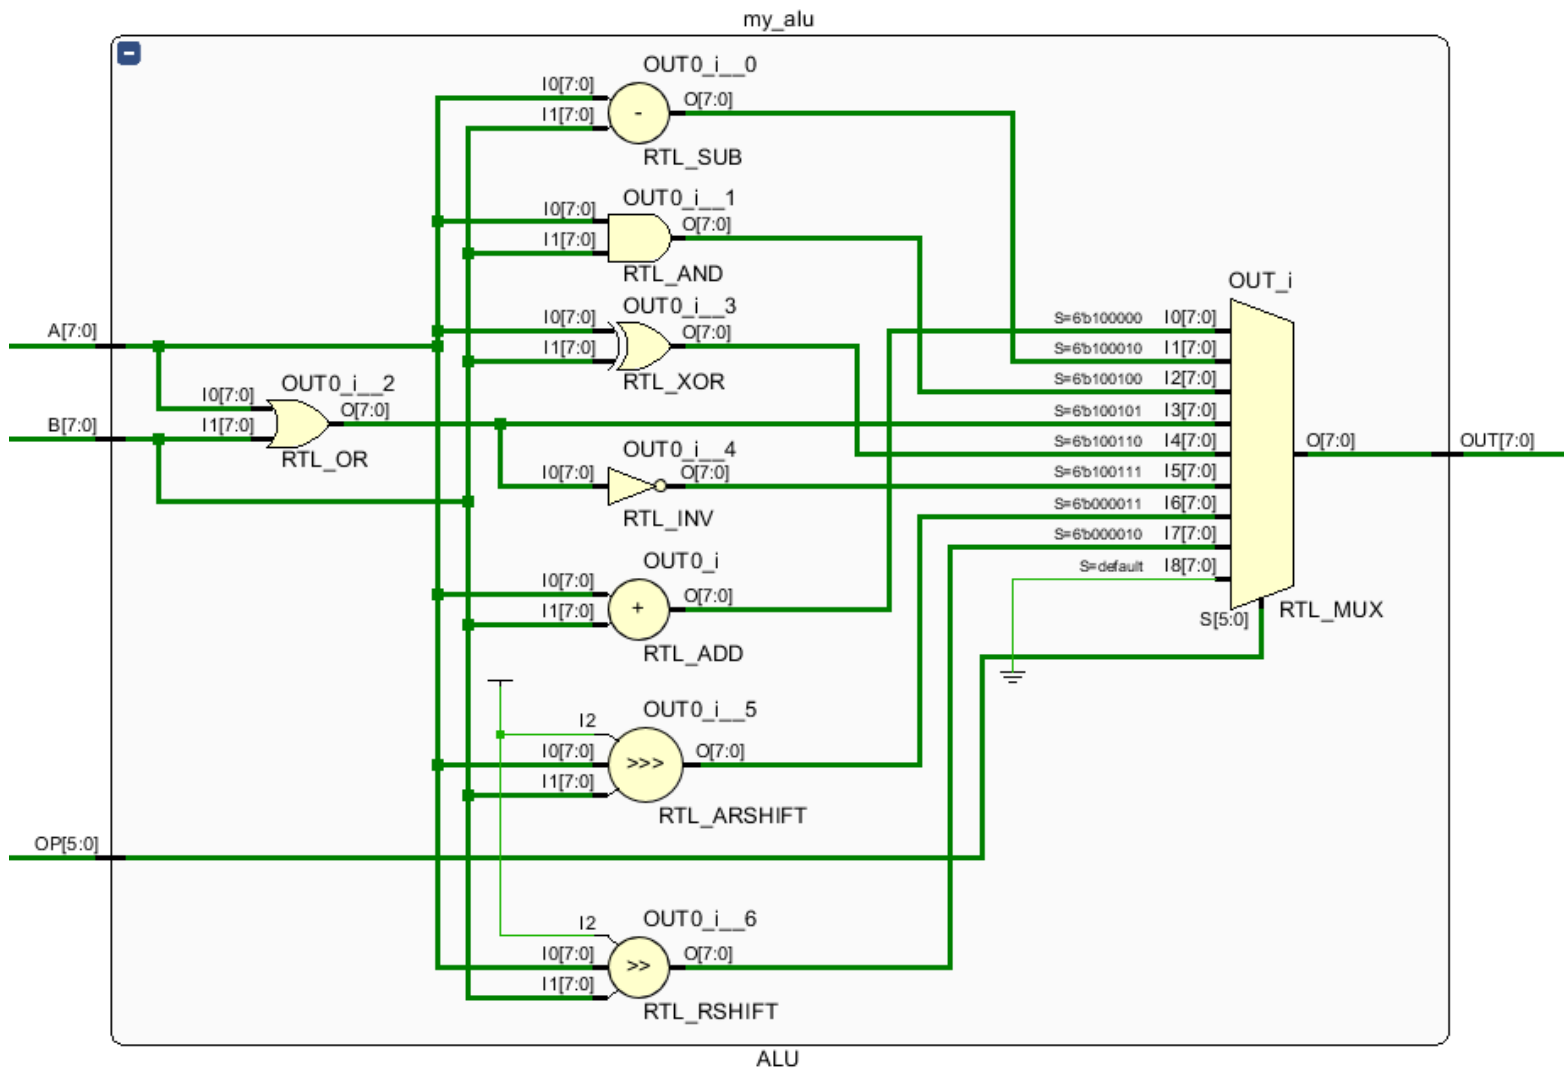 my_alu
-
OUT0_i__0
I0[7:0]
I1[7:0]
-
O[7:0]
RTL_SUB
OUT0_i__1
I0[7:0]
I1[7:0]
O[7:0]
RTL_AND
OUT0_i__3
I0[7:0]
I1[7:0]
O[7:0]
RTL_XOR
A[7:0]
B[7:0]
OUT0_i__2
I0[7:0]
I1[7:0]
O[7:0]
RTL_OR
OUT0_i__4
I0[7:0]
O[7:0]
RTL_INV
OUT0_i
I0[7:0]
I1[7:0]
+
O[7:0]
RTL_ADD
OUT0_i__5
I2
I0[7:0]
I1[7:0]
>>>
O[7:0]
RTL_ARSHIFT
OP[5:0]
OUT0_i__6
I2
I0[7:0]
I1[7:0]
>>
O[7:0]
RTL_RSHIFT
OUT_i
S=6'b100000 I0[7:0]
S=6'b100010 I1[7:0]
S=6'b100100 I2[7:0]
S=6'b100101 I3[7:0]
S=6'b100110 I4[7:0]
S=6'b100111 I5[7:0]
S=6'b000011 I6[7:0]
S=6'b000010 I7[7:0]
S=default I8[7:0]
S[5:0]
O[7:0]
RTL_MUX
OUT[7:0]
ALU